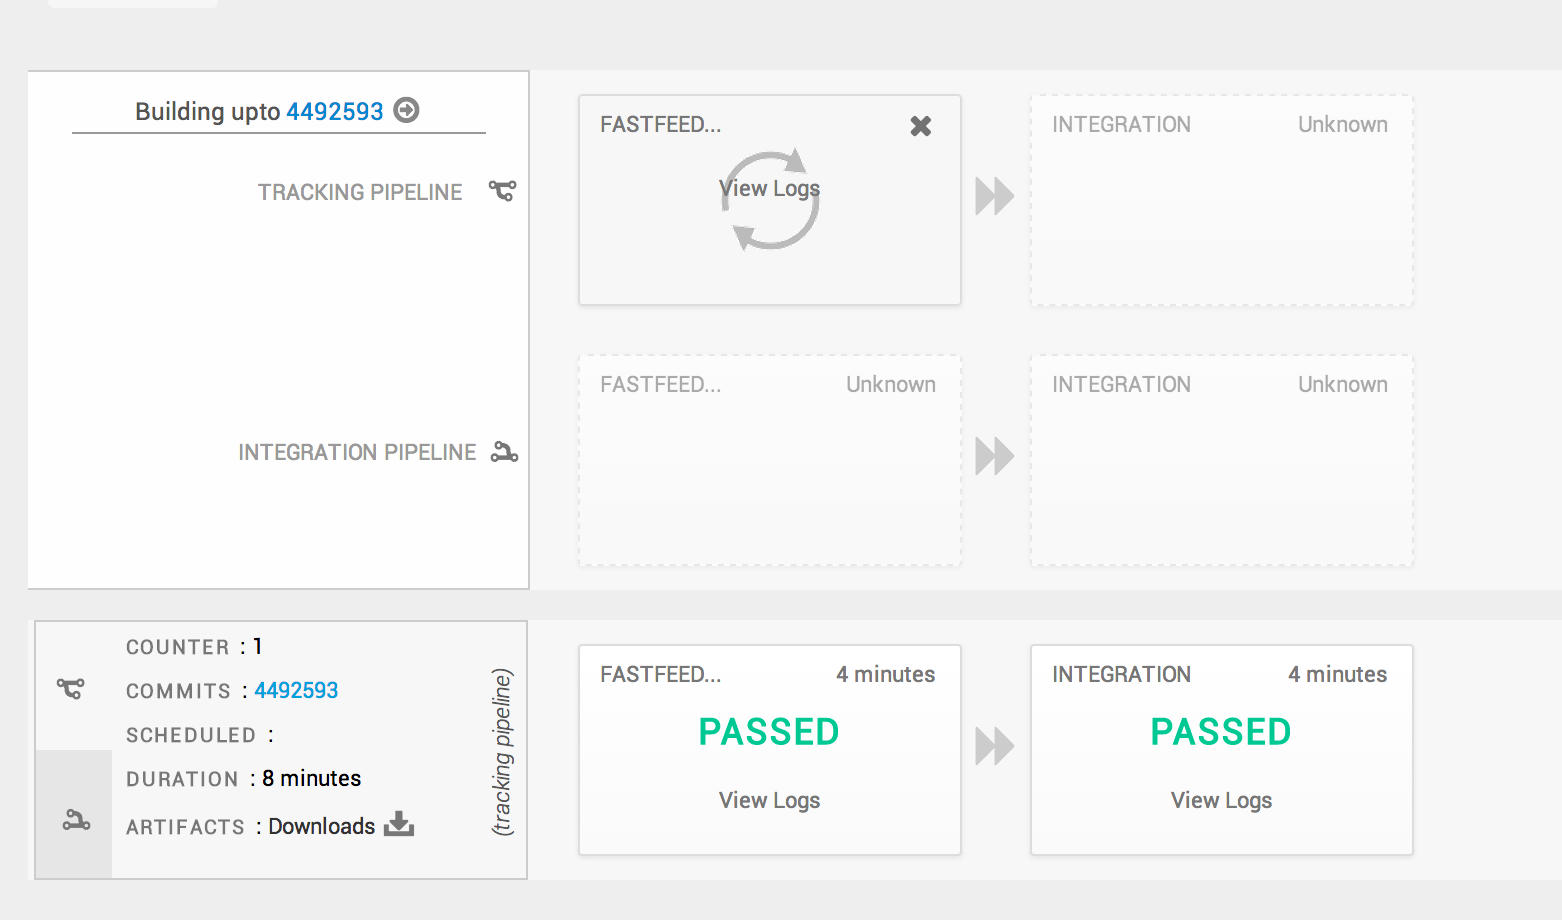 Building upto 4492593
TRACKING PIPELINE
FASTFEED...
View Logs
INTEGRATION Unknown
INTEGRATION PIPELINE
FASTFEED... Unknown
INTEGRATION Unknown
COUNTER : 1
COMMITS : 4492593
SCHEDULED :
DURATION : 8 minutes
ARTIFACTS : Downloads
(tracking pipeline)
FASTFEED... 4 minutes
PASSED
View Logs
INTEGRATION 4 minutes
PASSED
View Logs